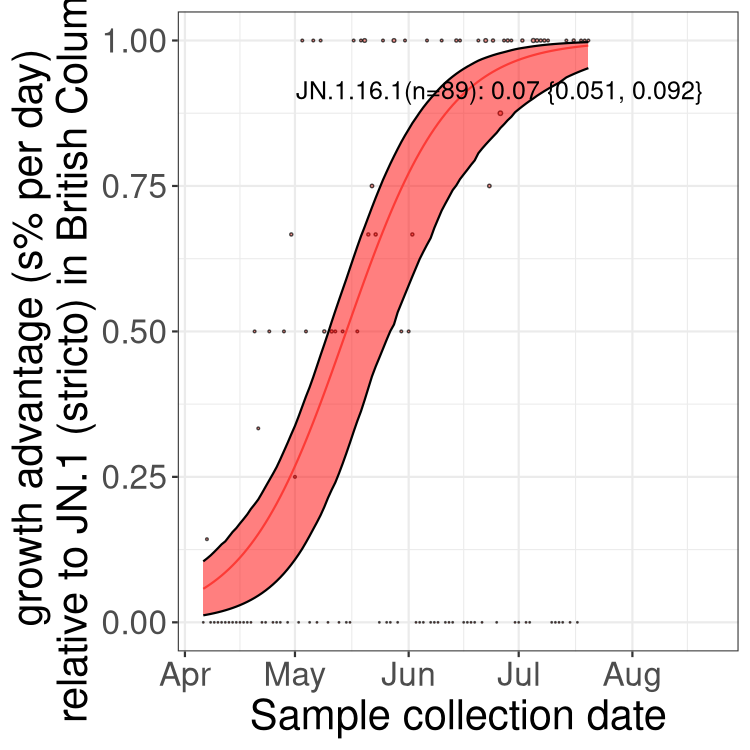 growth advantage (s% per day)
relative to JN.1 (stricto) in British Colum
1.00
0.75
0.50
0.25
0.00
JN.1.16.1(n=89): 0.07 {0.051, 0.092}
Apr May Jun Jul Aug
Sample collection date